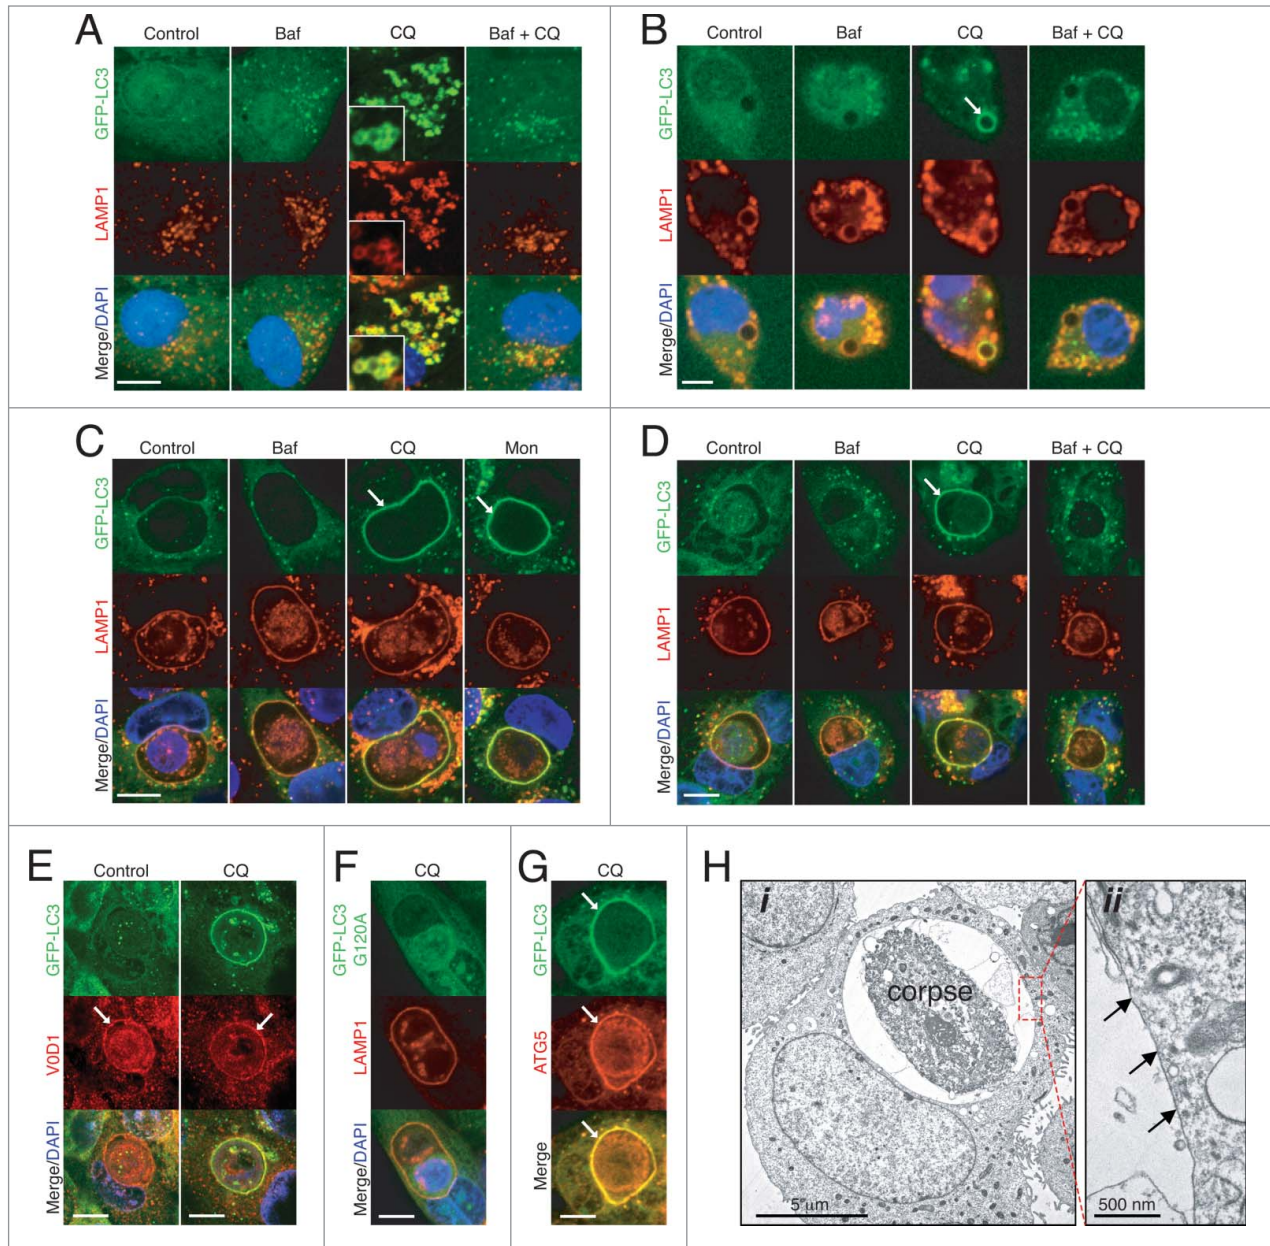 A
Control Baf CQ Baf + CQ
GFP-LC3
LAMP1
Merge/DAPI
B
Control Baf CQ Baf + CQ
GFP-LC3
LAMP1
Merge/DAPI
C
Control Baf CQ Mon
GFP-LC3
LAMP1
Merge/DAPI
D
Control Baf CQ Baf + CQ
GFP-LC3
LAMP1
Merge/DAPI
E
Control CQ
GFP-LC3
V0D1
Merge/DAPI
F
CQ
GFP-LC3
G120A
LAMP1
Merge/DAPI
G
CQ
GFP-LC3
ATG5
Merge
H
i
corpse
5 µm
ii
500 nm